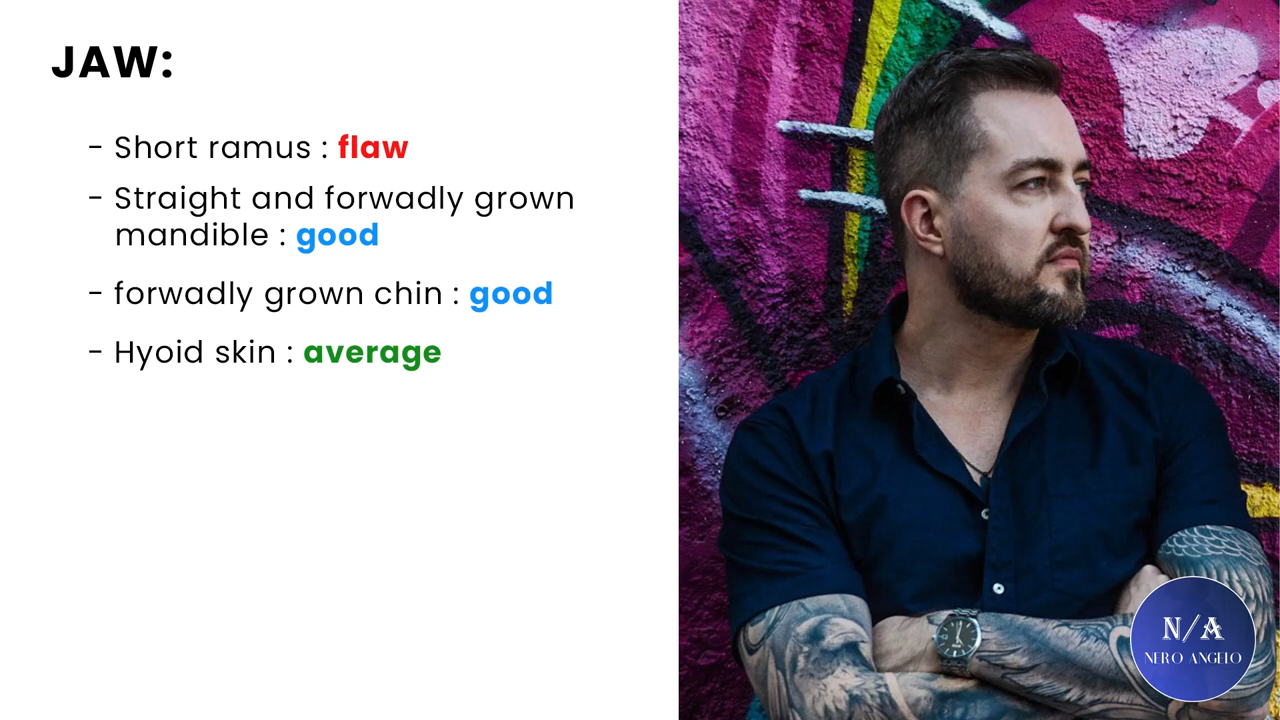 JAW:
- Short ramus : flaw
- Straight and forwadly grown
mandible : good
- forwadly grown chin : good
- Hyoid skin : average
N/A
NERO ANGELO